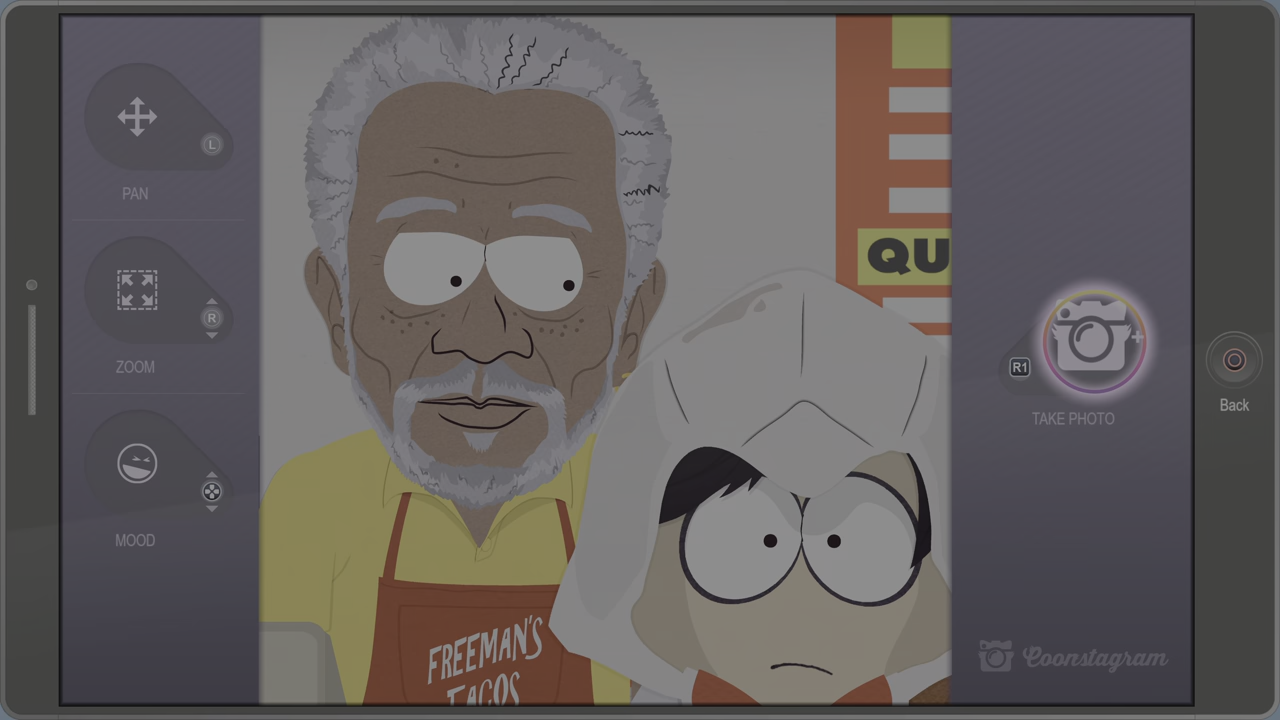 L
PAN
R
ZOOM
MOOD
QU
FREEMAN'S
TACOS
R1
TAKE PHOTO
Back
Coonstagram